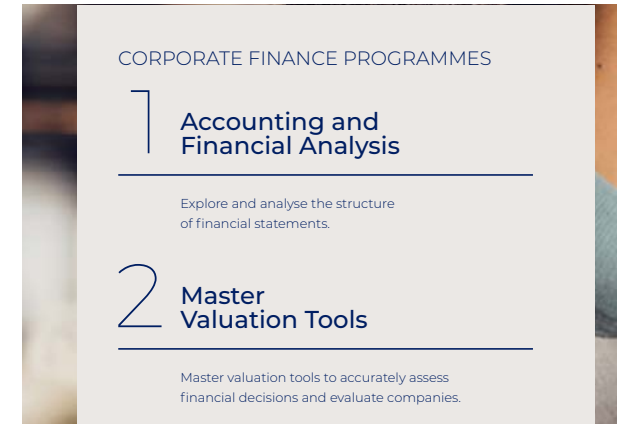 CORPORATE FINANCE PROGRAMMES
1
Accounting and
Financial Analysis
Explore and analyse the structure
of financial statements.
2
Master
Valuation Tools
Master valuation tools to accurately assess
financial decisions and evaluate companies.